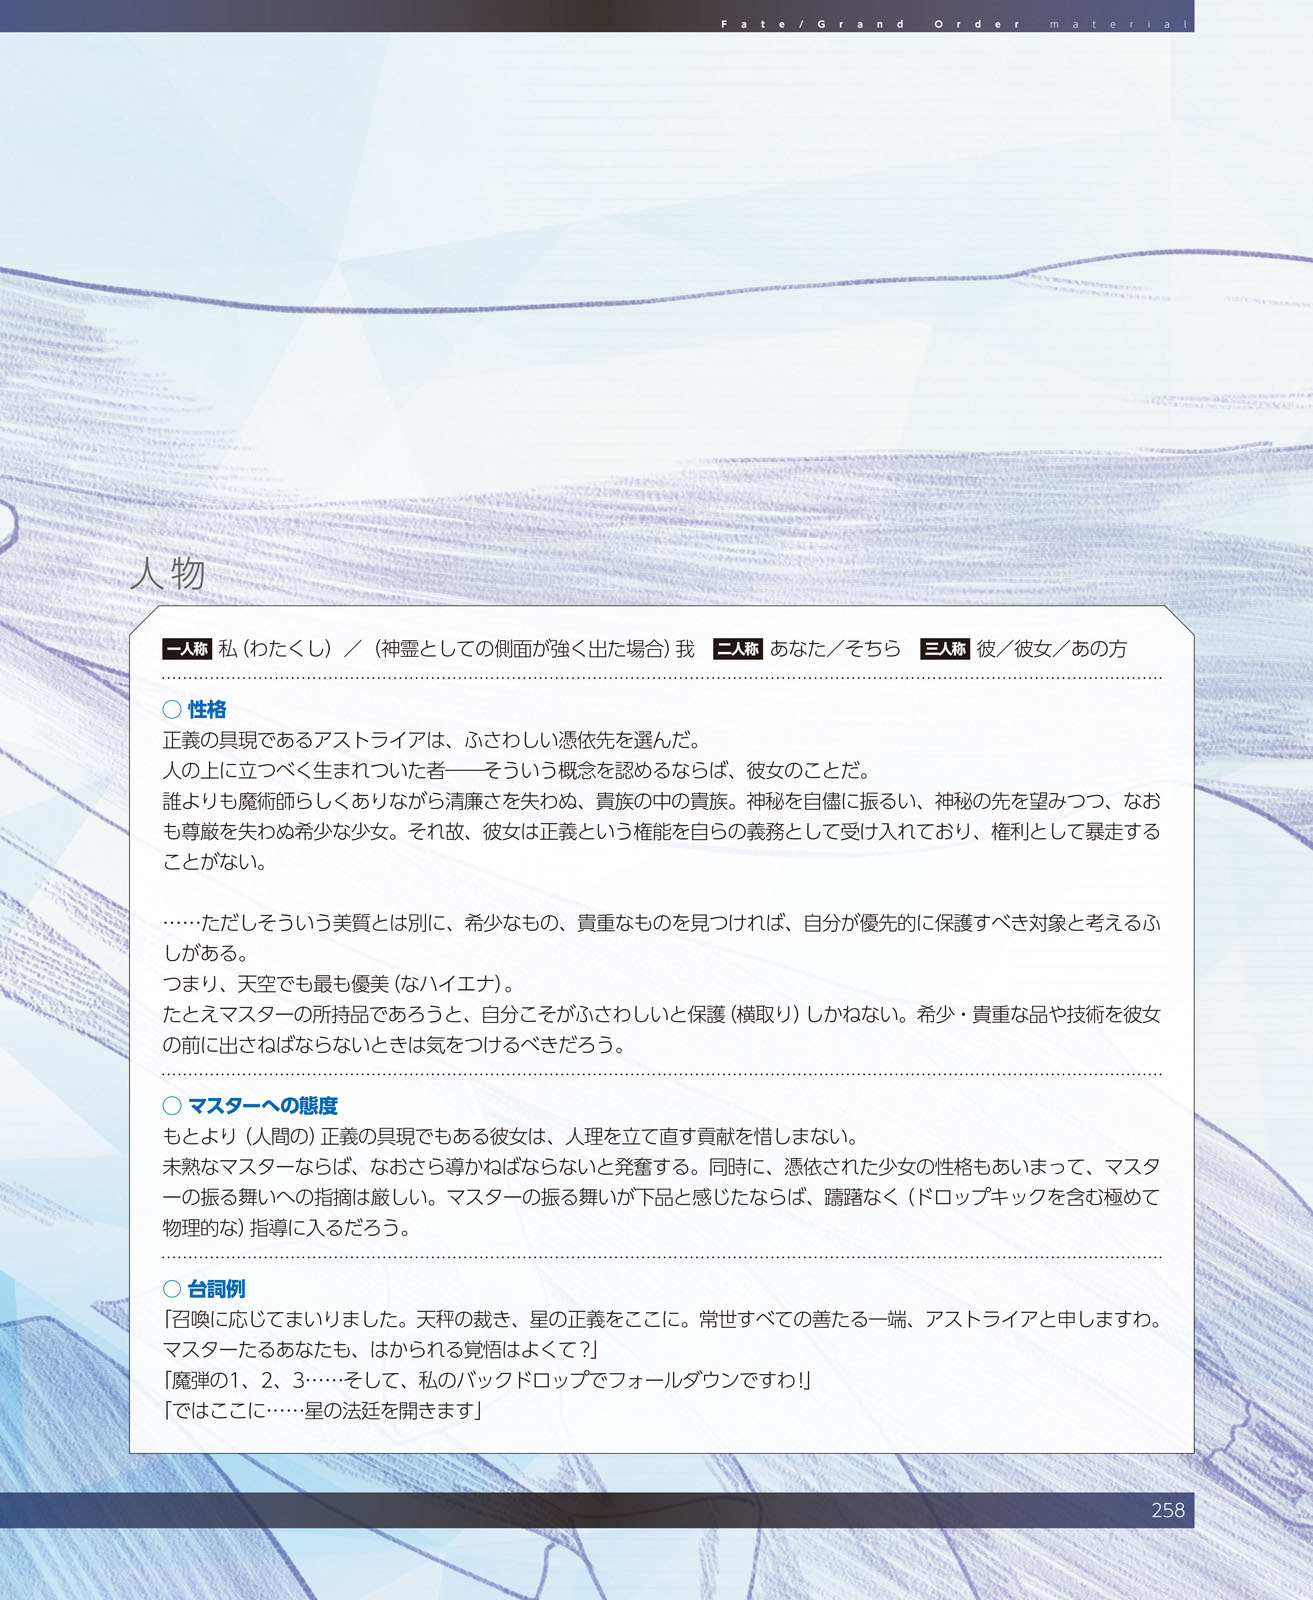 Fate/Grand Order material
人物
一人称 私（わたくし）／（神霊としての側面が強く出た場合）我 二人称 あなた／そちら 三人称 彼／彼女／あの方
○ 性格
正義の具現であるアストライアは、ふさわしい憑依先を選んだ。
人の上に立つべく生まれついた者――そういう概念を認めるならば、彼女のことだ。
誰よりも魔術師らしくありながら清廉さを失わぬ、貴族の中の貴族。神秘を自儘に振るい、神秘の先を望みつつ、なお
も尊厳を失わぬ希少な少女。それ故、彼女は正義という権能を自らの義務として受け入れており、権利として暴走する
ことがない。
……ただしそういう美質とは別に、希少なもの、貴重なものを見つければ、自分が優先的に保護すべき対象と考えるふ
しがある。
つまり、天空でも最も優美（なハイエナ）。
たとえマスターの所持品であろうと、自分こそがふさわしいと保護（横取り）しかねない。希少・貴重な品や技術を彼女
の前に出さねばならないときは気をつけるべきだろう。
○ マスターへの態度
もとより（人間の）正義の具現でもある彼女は、人理を立て直す貢献を惜しまない。
未熟なマスターならば、なおさら導かねばならないと発奮する。同時に、憑依された少女の性格もあいまって、マスタ
ーの振る舞いへの指摘は厳しい。マスターの振る舞いが下品と感じたならば、躊躇なく（ドロップキックを含む極めて
物理的な）指導に入るだろう。
○ 台詞例
「召喚に応じてまいりました。天秤の裁き、星の正義をここに。常世すべての善たる一端、アストライアと申しますわ。
マスターたるあなたも、はかられる覚悟はよくて？」
「魔弾の1、2、3……そして、私のバックドロップでフォールダウンですわ！」
「ではここに……星の法廷を開きます」
258